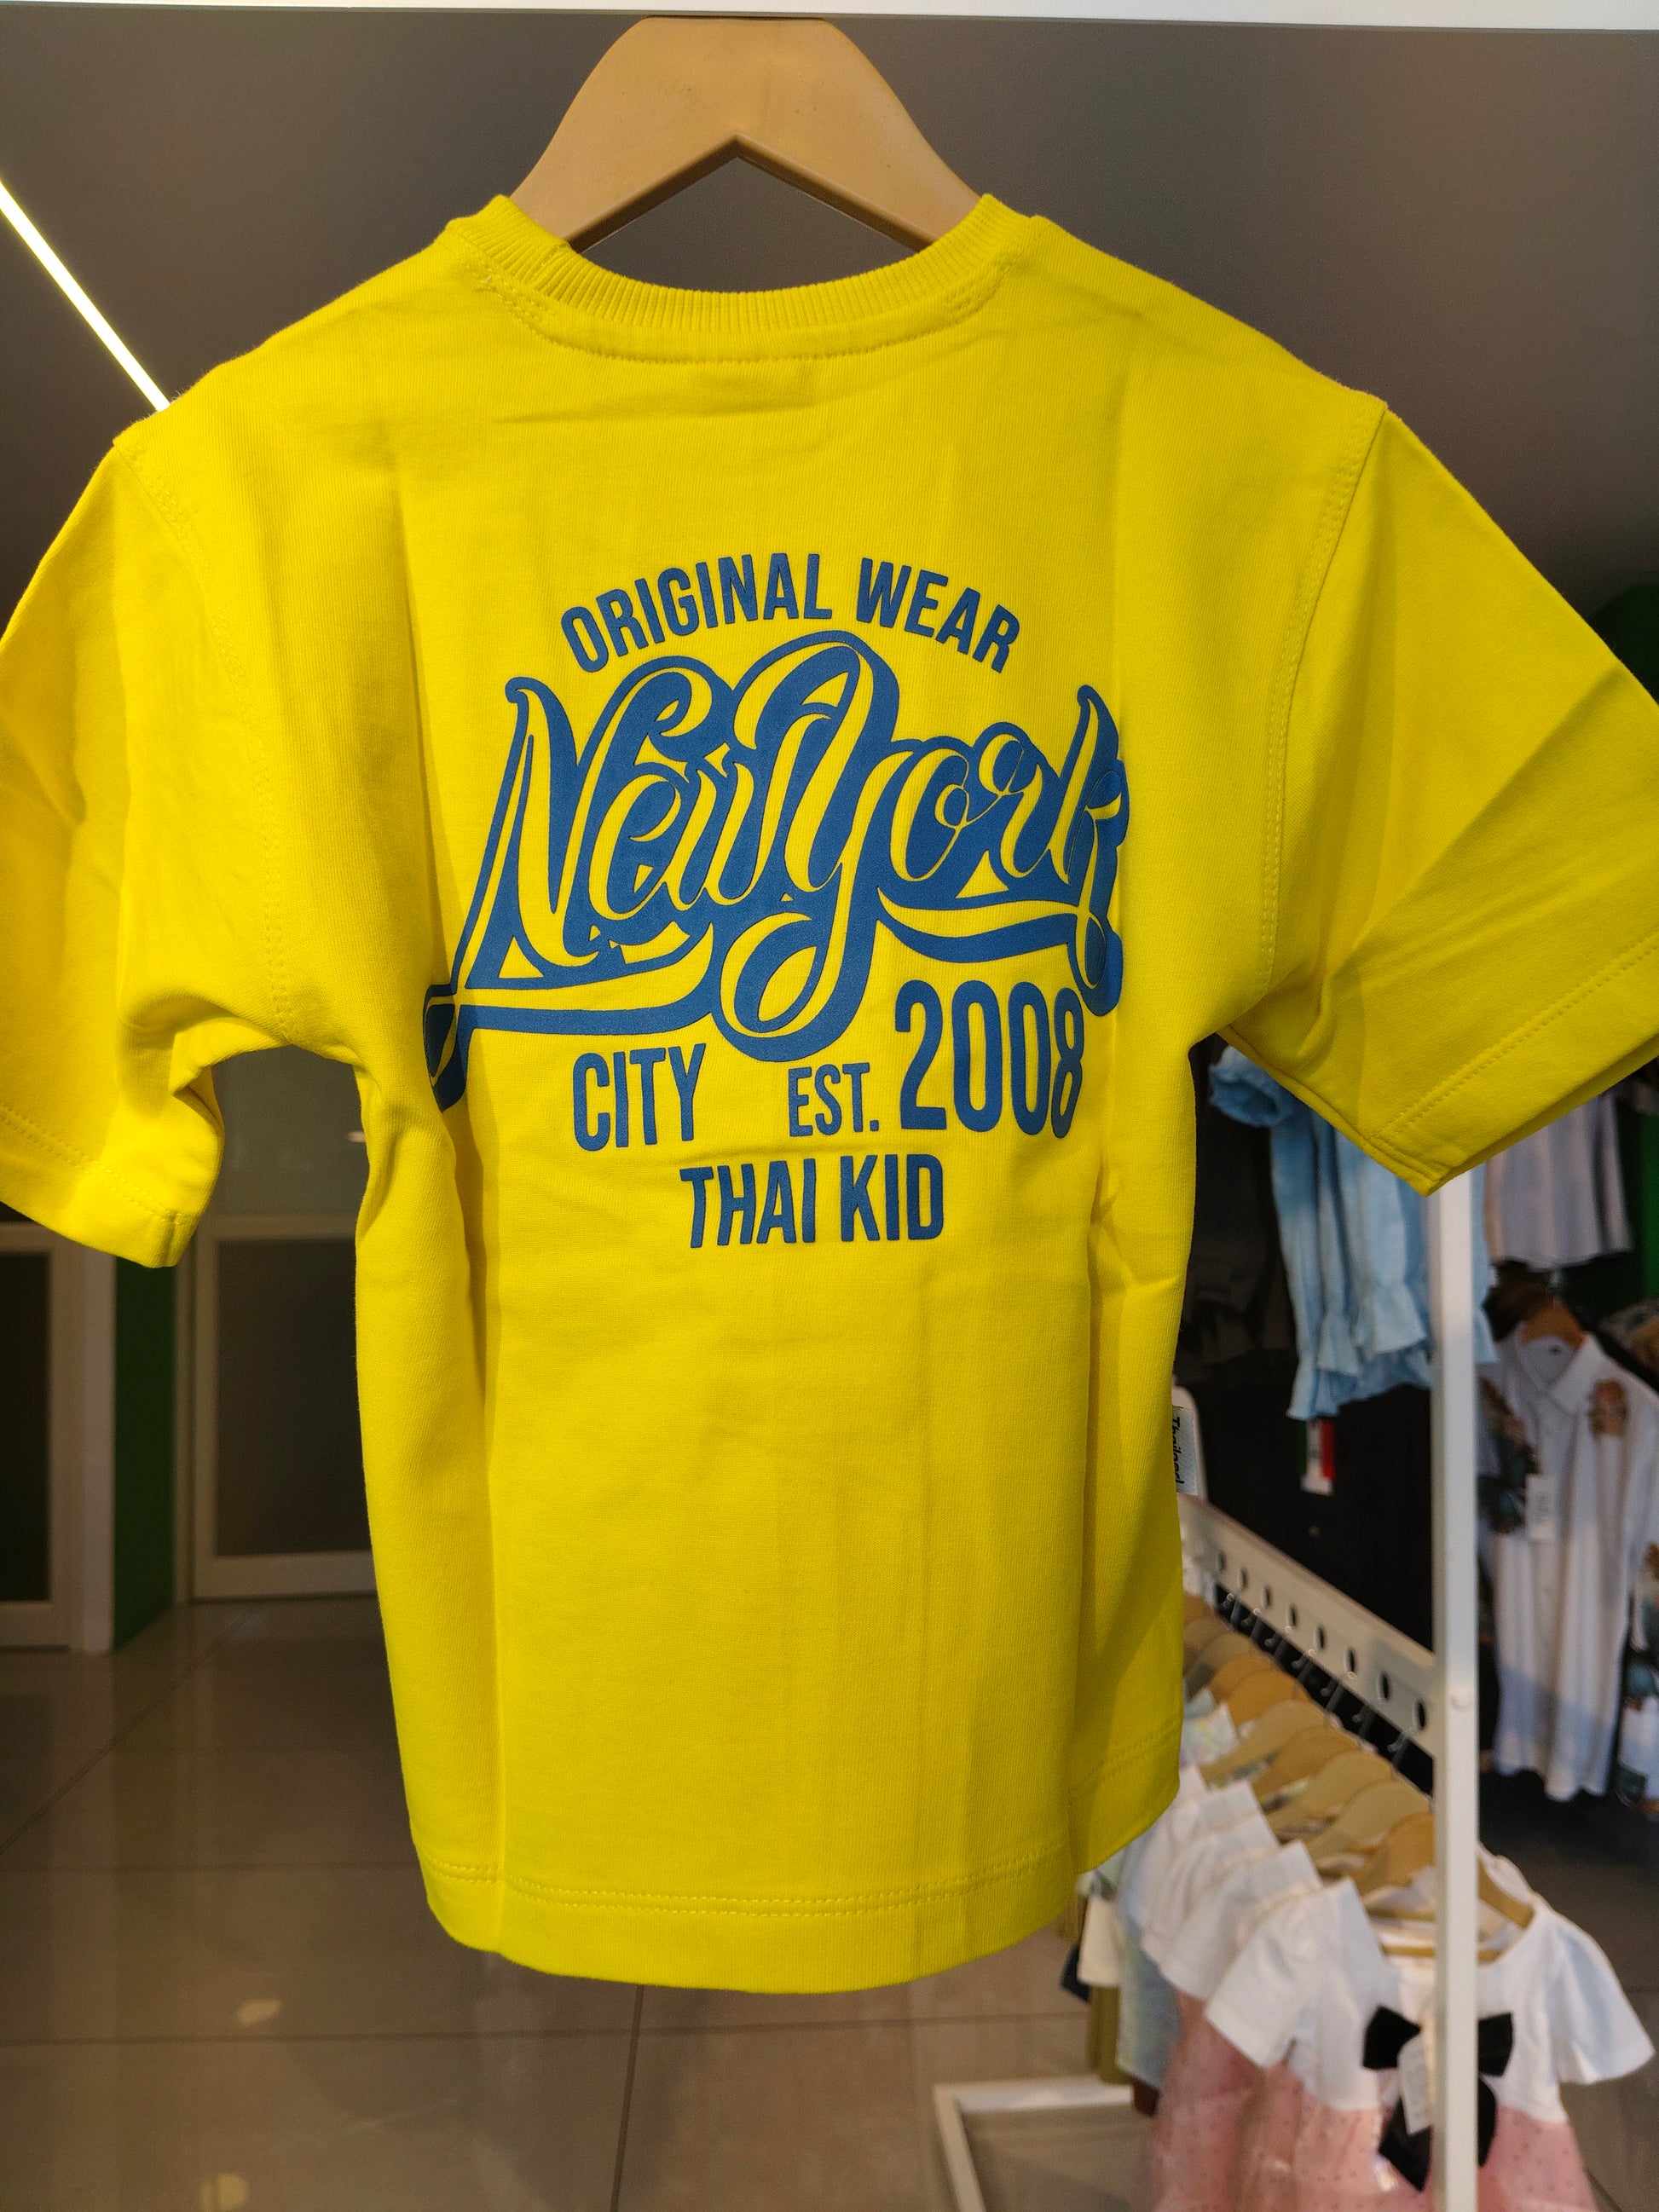 ORIGINAL WEAR
New York
CITY EST. 2008
THAI KID